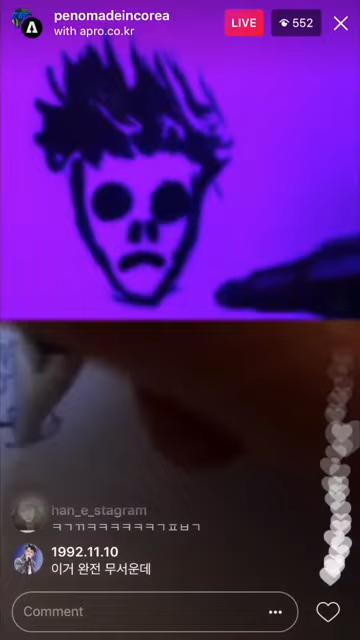 penomadeincorea
with apro.co.kr
LIVE
552
han_e_stagram
ㅋㄱㄲㅋㅋㅋㅋㅋㅋㄱㅍㅂㄱ
1992.11.10
이거 완전 무서운데
Comment